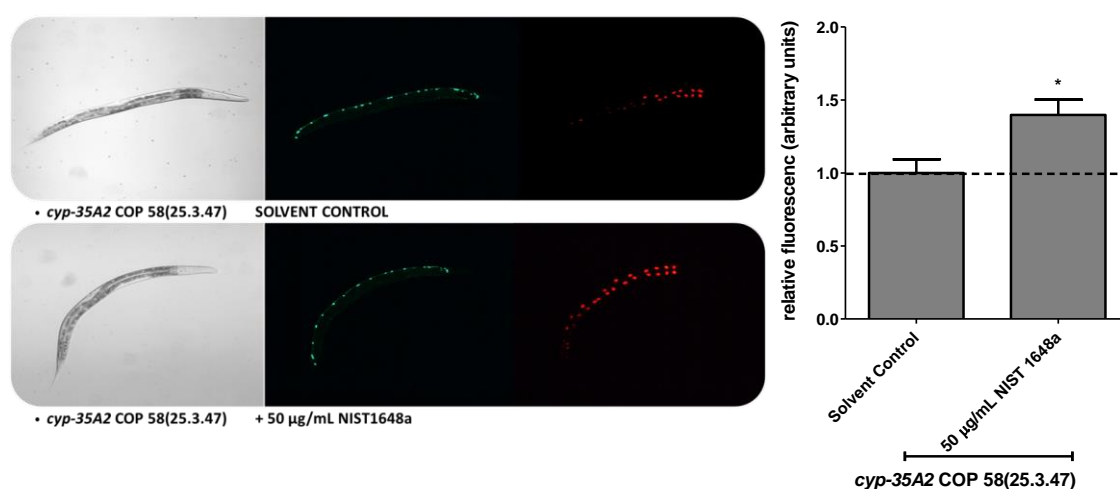 • cyp-35A2 COP 58(25.3.47) SOLVENT CONTROL
• cyp-35A2 COP 58(25.3.47) + 50 µg/mL NIST1648a
relative fluorescenc (arbitrary units)
2.0
1.5
1.0
0.5
0.0
*
Solvent Control
50 µg/mL NIST 1648a
cyp-35A2 COP 58(25.3.47)